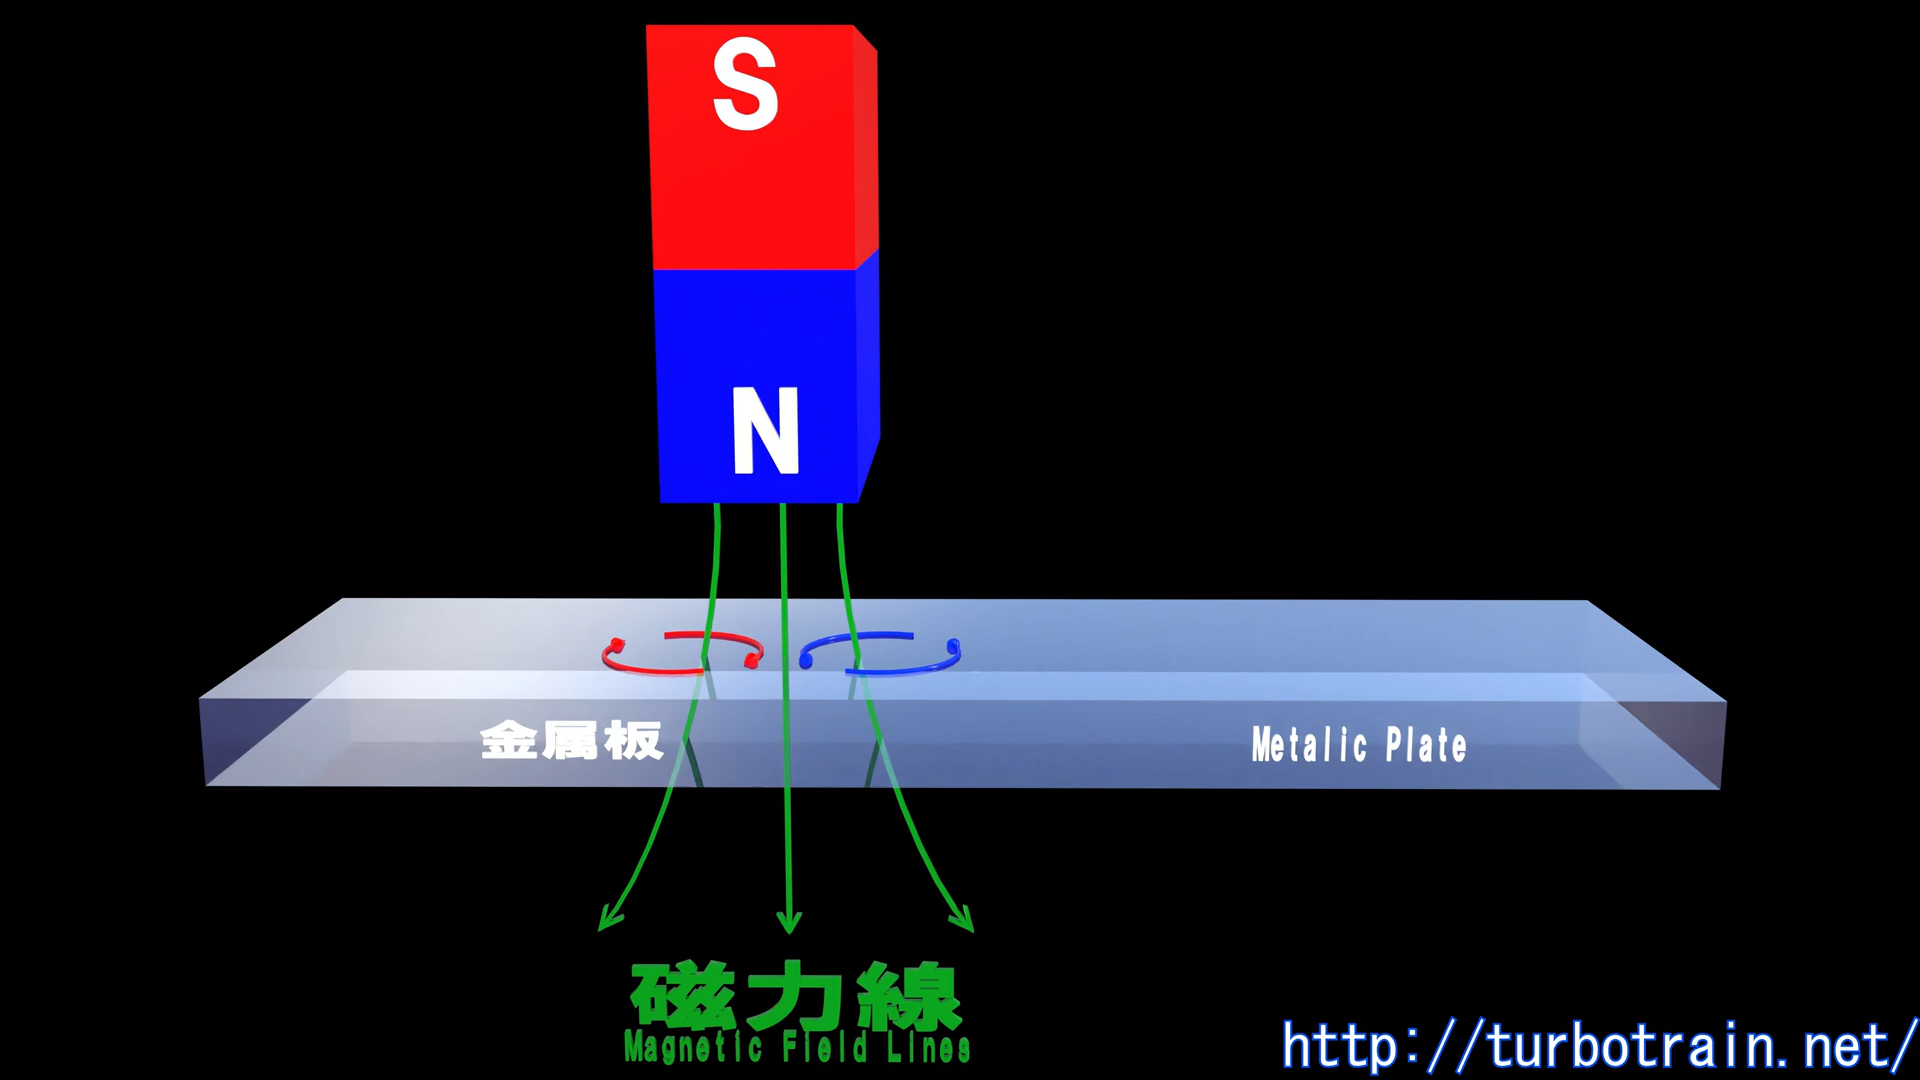 S
N
金属板
Metalic Plate
磁力線
Magnetic Field Lines
http://turbotrain.net/